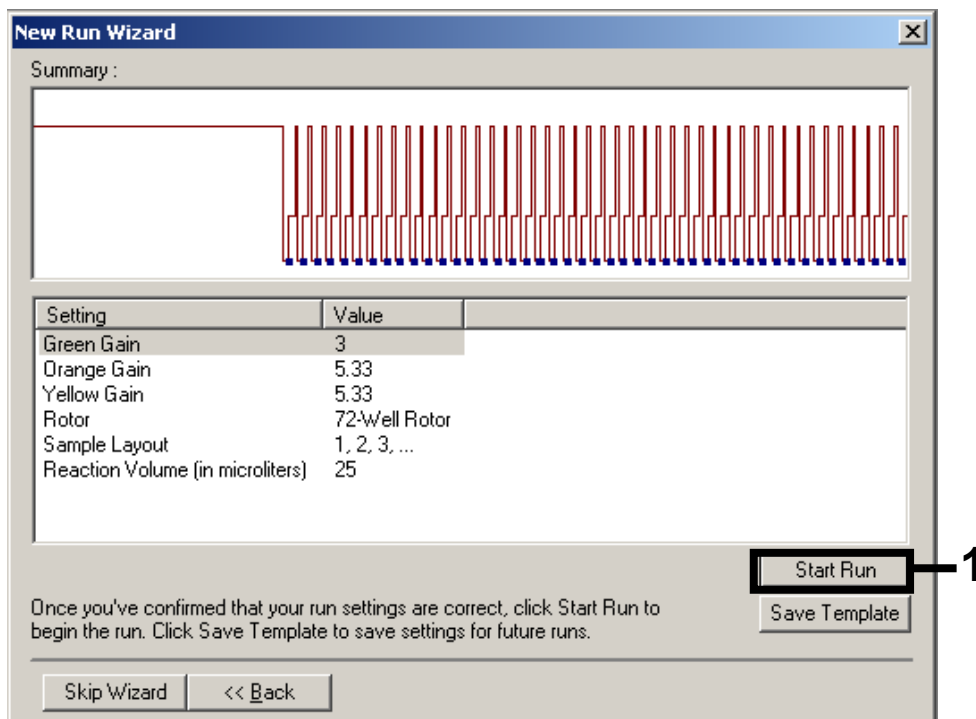 New Run Wizard
Summary :
Setting Value
Green Gain 3
Orange Gain 5.33
Yellow Gain 5.33
Rotor 72-Well Rotor
Sample Layout 1, 2, 3, ...
Reaction Volume (in microliters) 25
Start Run
1
Once you've confirmed that your run settings are correct, click Start Run to
begin the run. Click Save Template to save settings for future runs.
Save Template
Skip Wizard << Back